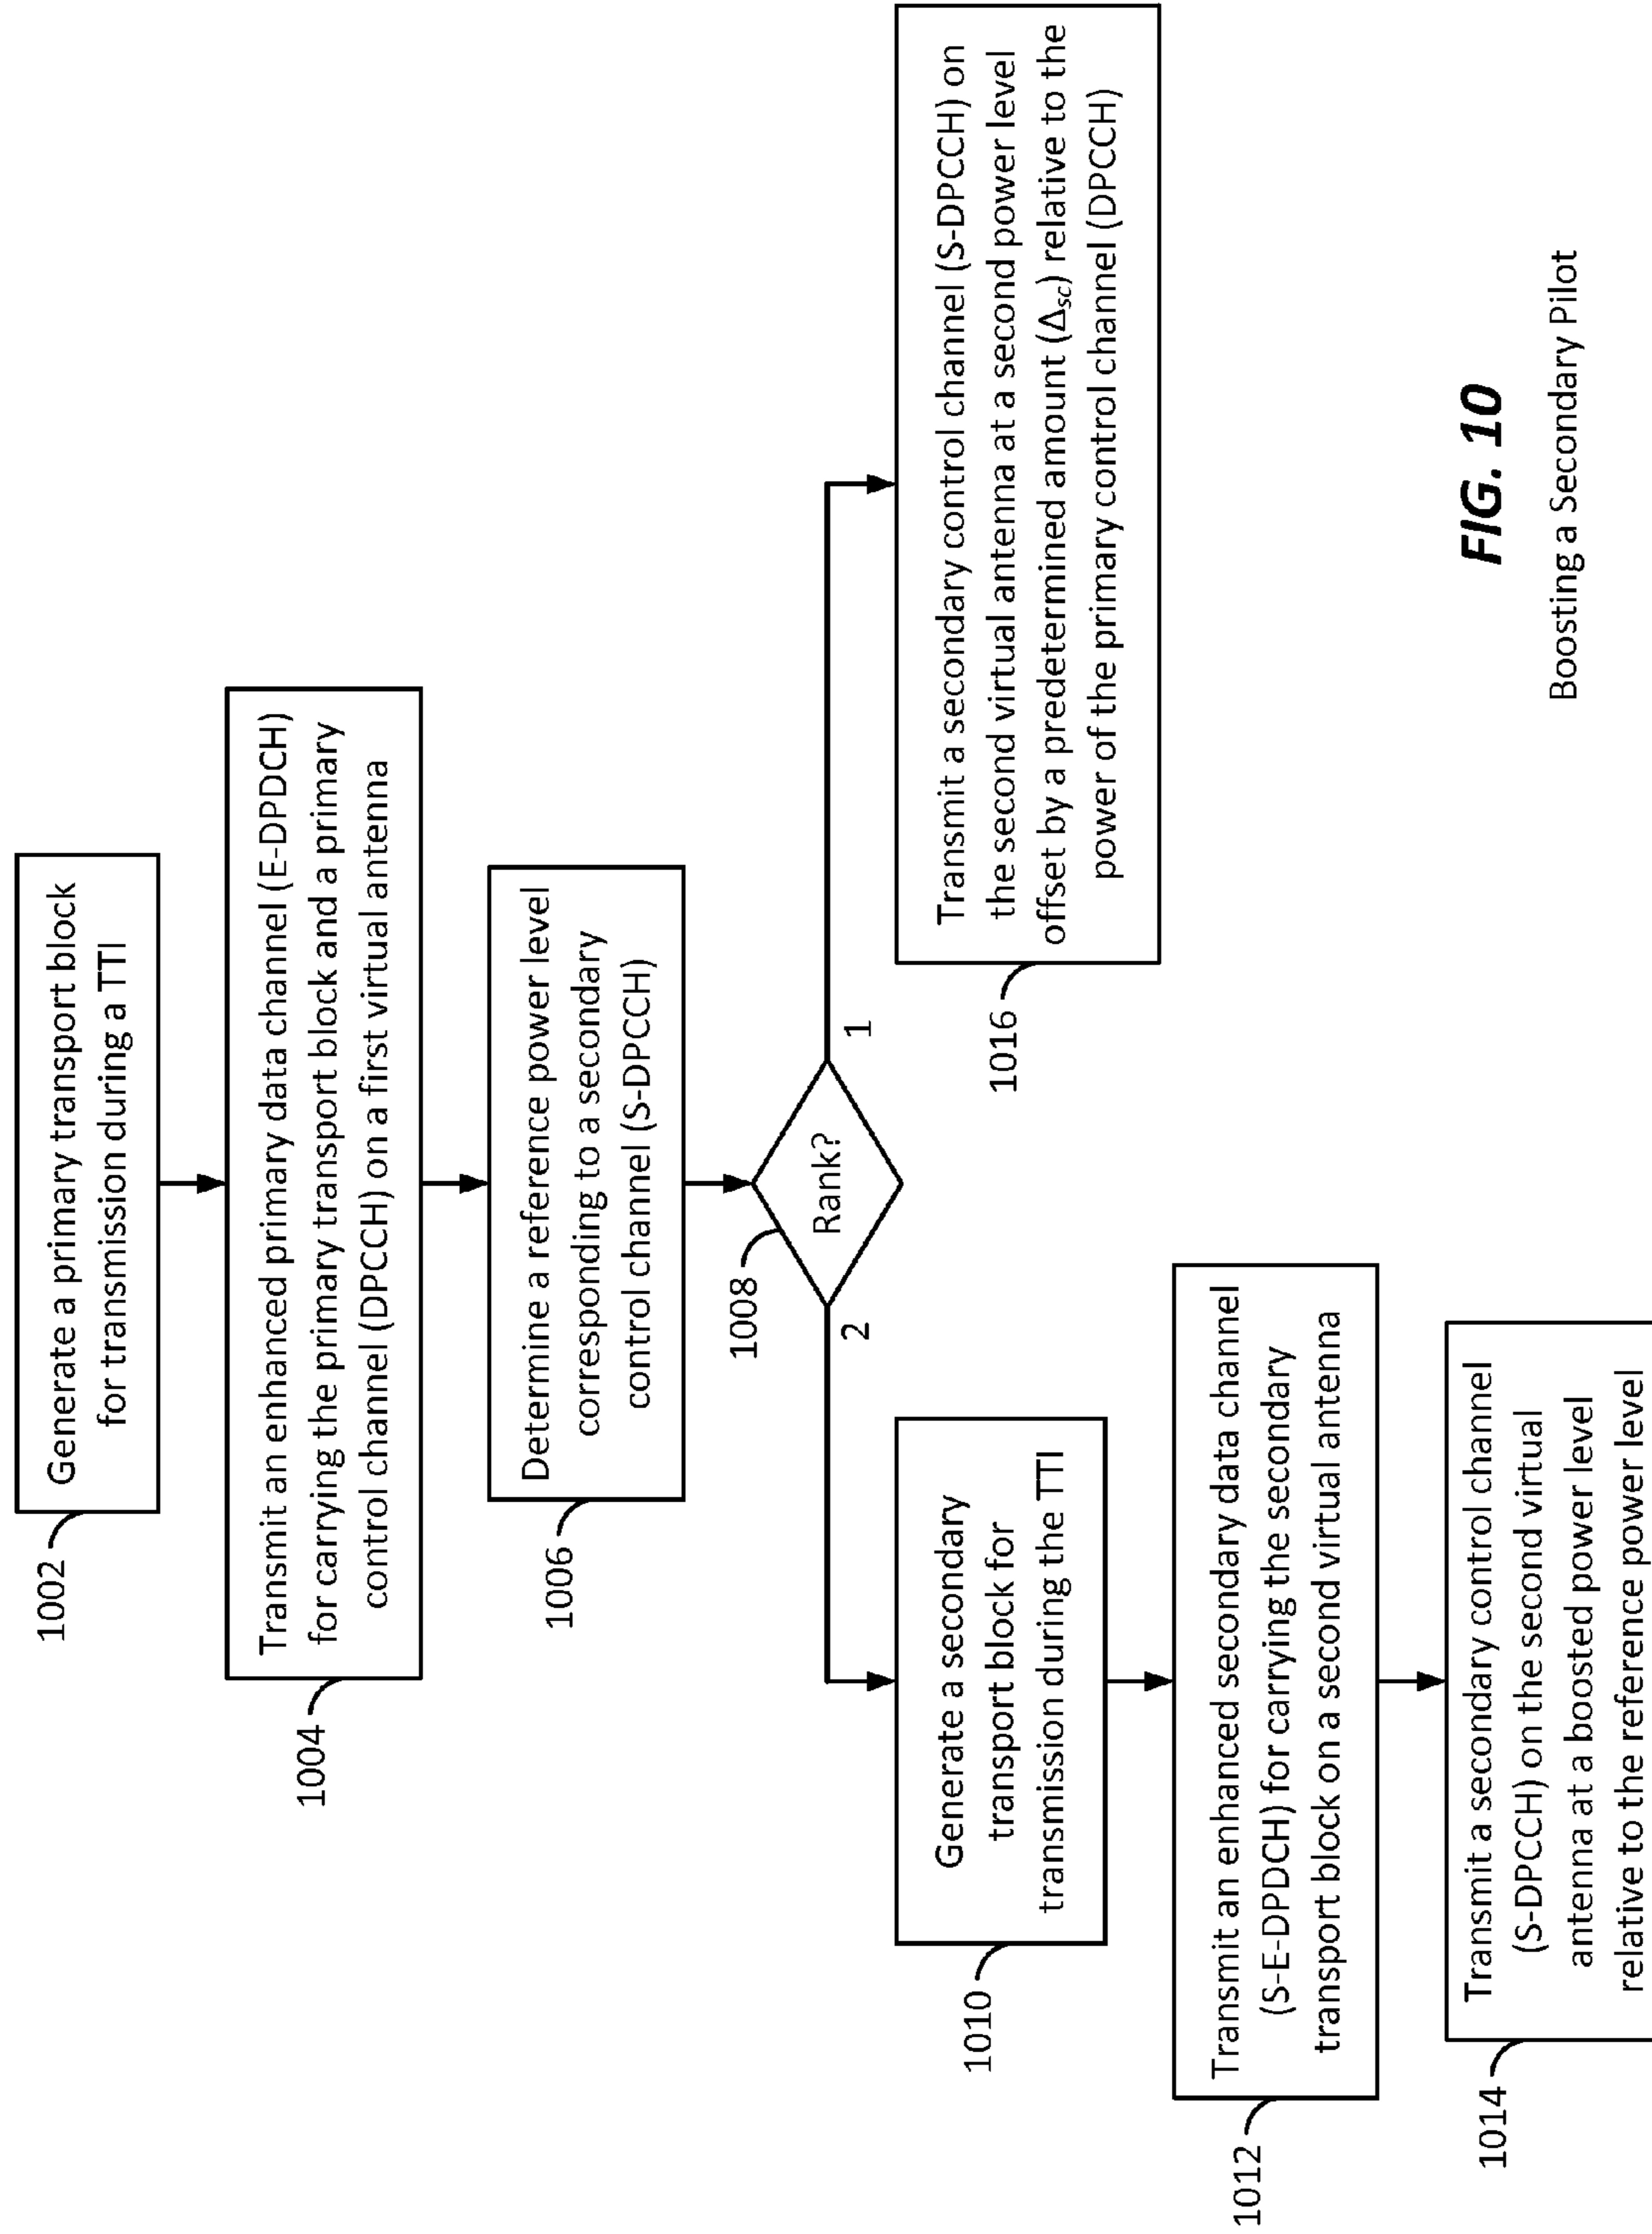 1002
Generate a primary transport block
for transmission during a TTI
1004
Transmit an enhanced primary data channel (E-DPDCH)
for carrying the primary transport block and a primary
control channel (DPCCH) on a first virtual antenna
1006
Determine a reference power level
corresponding to a secondary
control channel (S-DPCCH)
1008
Rank?
2
1
1010
Generate a secondary
transport block for
transmission during the TTI
1012
Transmit an enhanced secondary data channel
(S-E-DPDCH) for carrying the secondary
transport block on a second virtual antenna
1014
Transmit a secondary control channel
(S-DPCCH) on the second virtual
antenna at a boosted power level
relative to the reference power level
1016
Transmit a secondary control channel (S-DPCCH) on
the second virtual antenna at a second power level
offset by a predetermined amount (Δsc) relative to the
power of the primary control channel (DPCCH)
FIG. 10
Boosting a Secondary Pilot